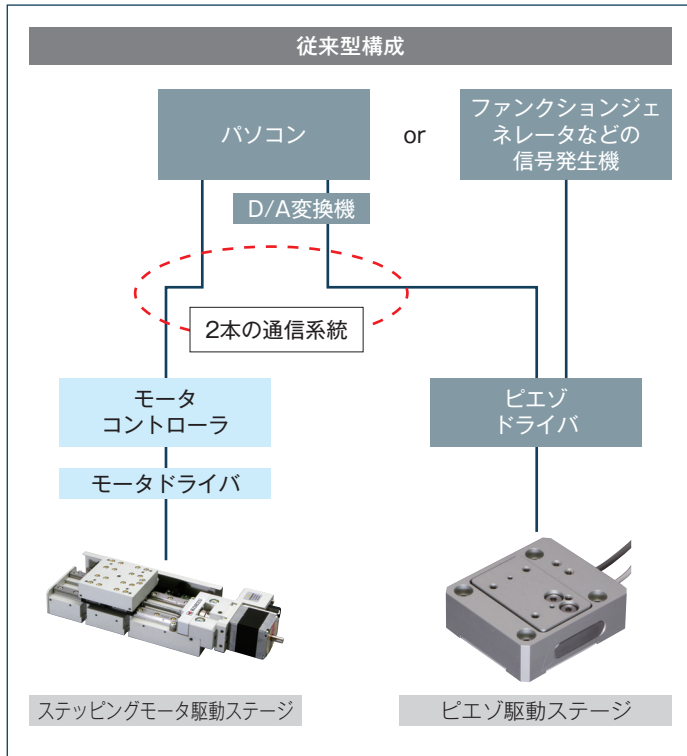 従来型構成
パソコン
or
ファンクションジェ
ネレータなどの
信号発生機
D/A変換機
2本の通信系統
モータ
コントローラ
ピエゾ
ドライバ
モータドライバ
ステッピングモータ駆動ステージ
ピエゾ駆動ステージ